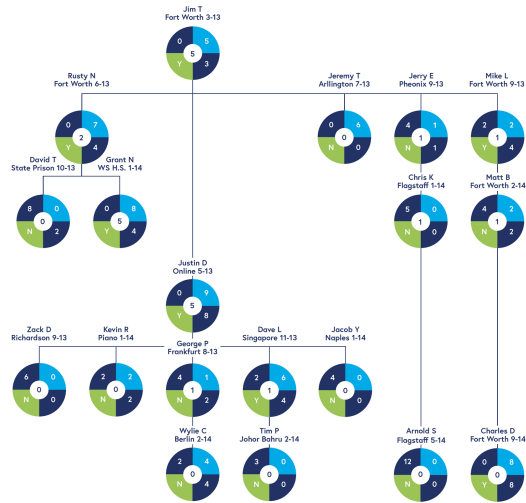 Jim T
Fort Worth 3-13
0 5
5
Y 3
Rusty N
Fort Worth 6-13
0 7
2
Y 4
Jeremy T
Arllington 7-13
0 6
0
N 0
Jerry E
Pheonix 9-13
4 1
1
N 1
Mike L
Fort Worth 9-13
2 2
1
Y 4
David T
State Prison 10-13
8 0
0
N 2
Grant N
WS H.S. 1-14
0 8
5
Y 4
Chris K
Flagstaff 1-14
5 0
1
N 0
Matt B
Fort Worth 2-14
4 2
1
N 2
Justin D
Online 5-13
0 9
5
Y 8
Zack D
Richardson 9-13
6 0
0
N 0
Kevin R
Piano 1-14
2 2
0
N 2
George P
Frankfurt 8-13
4 1
1
N 2
Dave L
Singapore 11-13
2 6
1
Y 4
Jacob Y
Naples 1-14
4 0
0
N 0
Wylie C
Berlin 2-14
2 4
0
N 4
Tim P
Johor Bahru 2-14
3 0
0
N 0
Arnold S
Flagstaff 5-14
12 0
0
N 0
Charles D
Fort Worth 9-14
0 8
0
Y 8